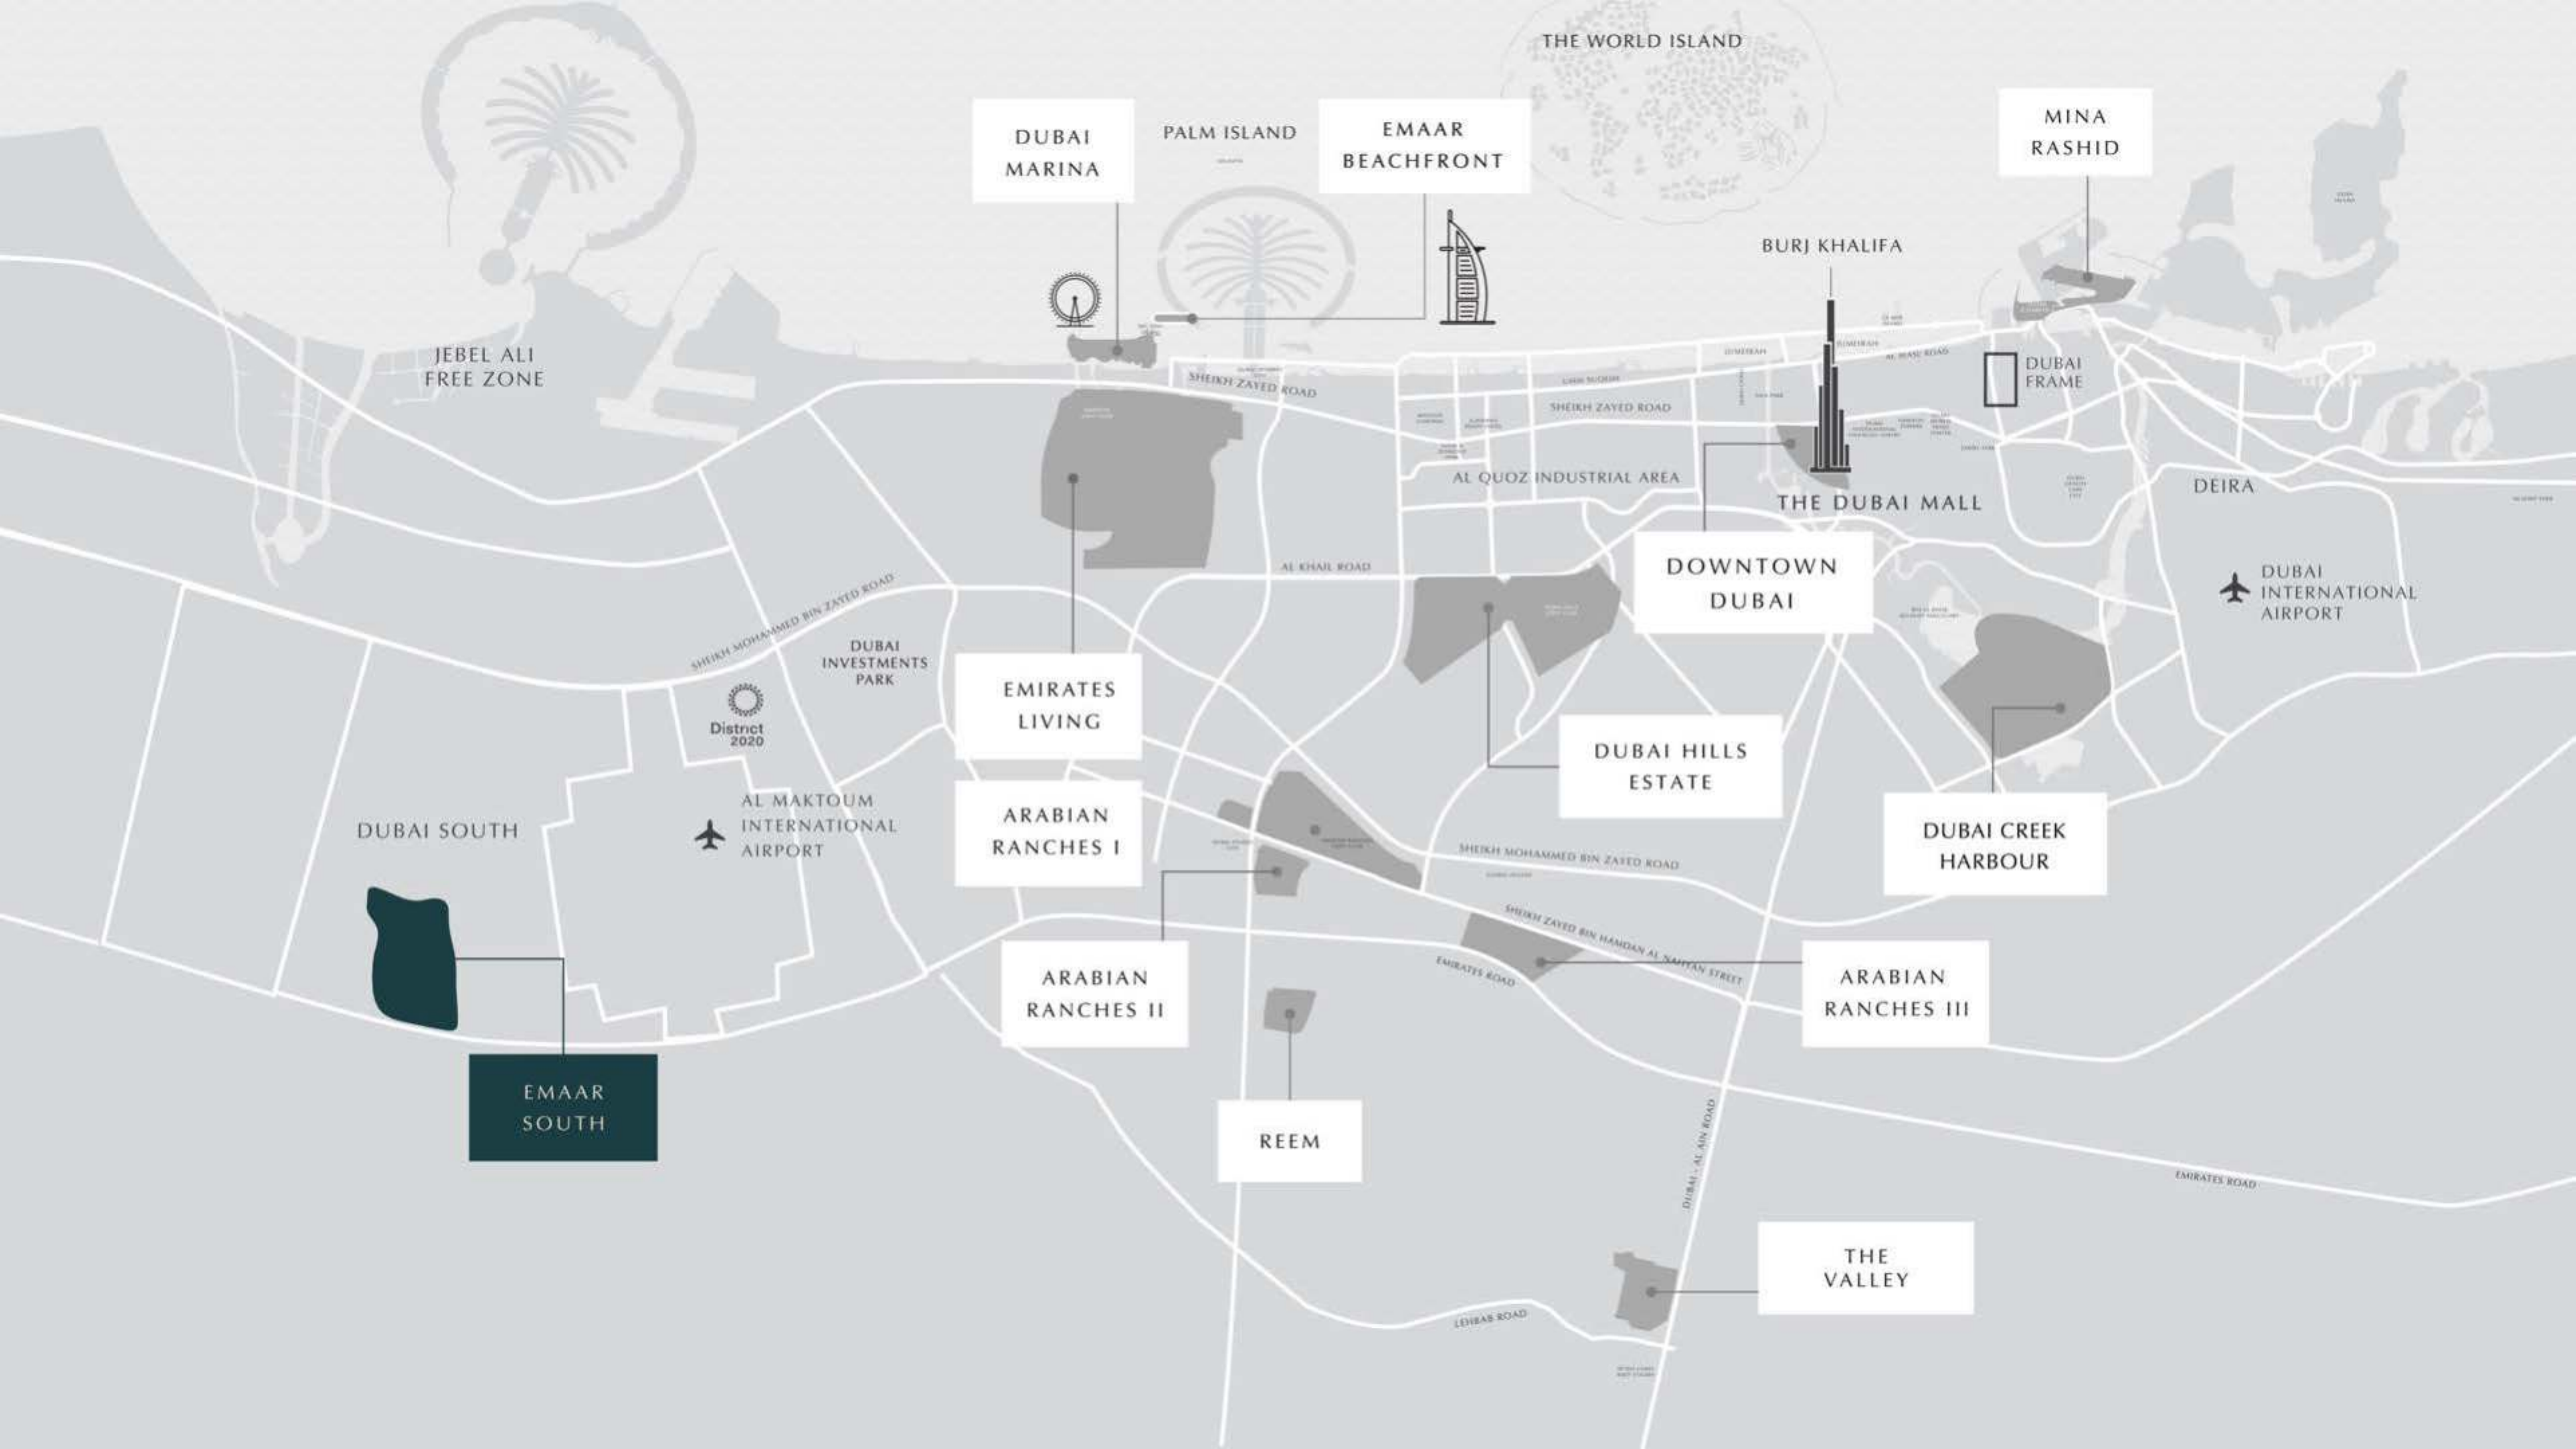 THE WORLD ISLAND
DUBAI
MARINA
PALM ISLAND
EMAAR
BEACHFRONT
MINA
RASHID
BURJ KHALIFA
JEBEL ALI
FREE ZONE
SHEIKH ZAYED ROAD
SHEIKH ZAYED ROAD
JUMEIRAH
JUMEIRAH
AL WASL ROAD
DUBAI
FRAME
AL QUOZ INDUSTRIAL AREA
THE DUBAI MALL
DEIRA
AL KHAIL ROAD
DOWNTOWN
DUBAI
DUBAI
INTERNATIONAL
AIRPORT
SHEIKH MOHAMMED BIN ZAYED ROAD
DUBAI
INVESTMENTS
PARK
District
2020
EMIRATES
LIVING
DUBAI HILLS
ESTATE
AL MAKTOUM
INTERNATIONAL
AIRPORT
DUBAI SOUTH
ARABIAN
RANCHES I
DUBAI CREEK
HARBOUR
SHEIKH MOHAMMED BIN ZAYED ROAD
SHEIKH ZAYED BIN HAMDAN AL NAHYAN STREET
EMIRATES ROAD
ARABIAN
RANCHES II
ARABIAN
RANCHES III
EMAAR
SOUTH
REEM
DUBAI - AL AIN ROAD
EMIRATES ROAD
THE
VALLEY
LEHBAB ROAD